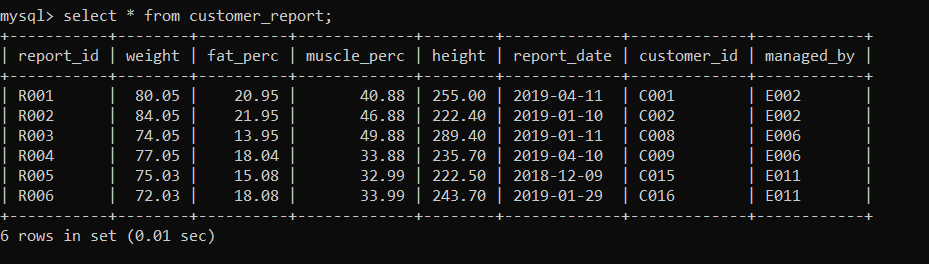 mysql> select * from customer_report;
+-----------+--------+----------+-------------+--------+-------------+-------------+------------+
| report_id | weight | fat_perc | muscle_perc | height | report_date | customer_id | managed_by |
+-----------+--------+----------+-------------+--------+-------------+-------------+------------+
| R001      |  80.05 |    20.95 |       40.88 | 255.00 | 2019-04-11  | C001        | E002       |
| R002      |  84.05 |    21.95 |       46.88 | 222.40 | 2019-01-10  | C002        | E002       |
| R003      |  74.05 |    13.95 |       49.88 | 289.40 | 2019-01-11  | C008        | E006       |
| R004      |  77.05 |    18.04 |       33.88 | 235.70 | 2019-04-10  | C009        | E006       |
| R005      |  75.03 |    15.08 |       32.99 | 222.50 | 2018-12-09  | C015        | E011       |
| R006      |  72.03 |    18.08 |       33.99 | 243.70 | 2019-01-29  | C016        | E011       |
+-----------+--------+----------+-------------+--------+-------------+-------------+------------+
6 rows in set (0.01 sec)